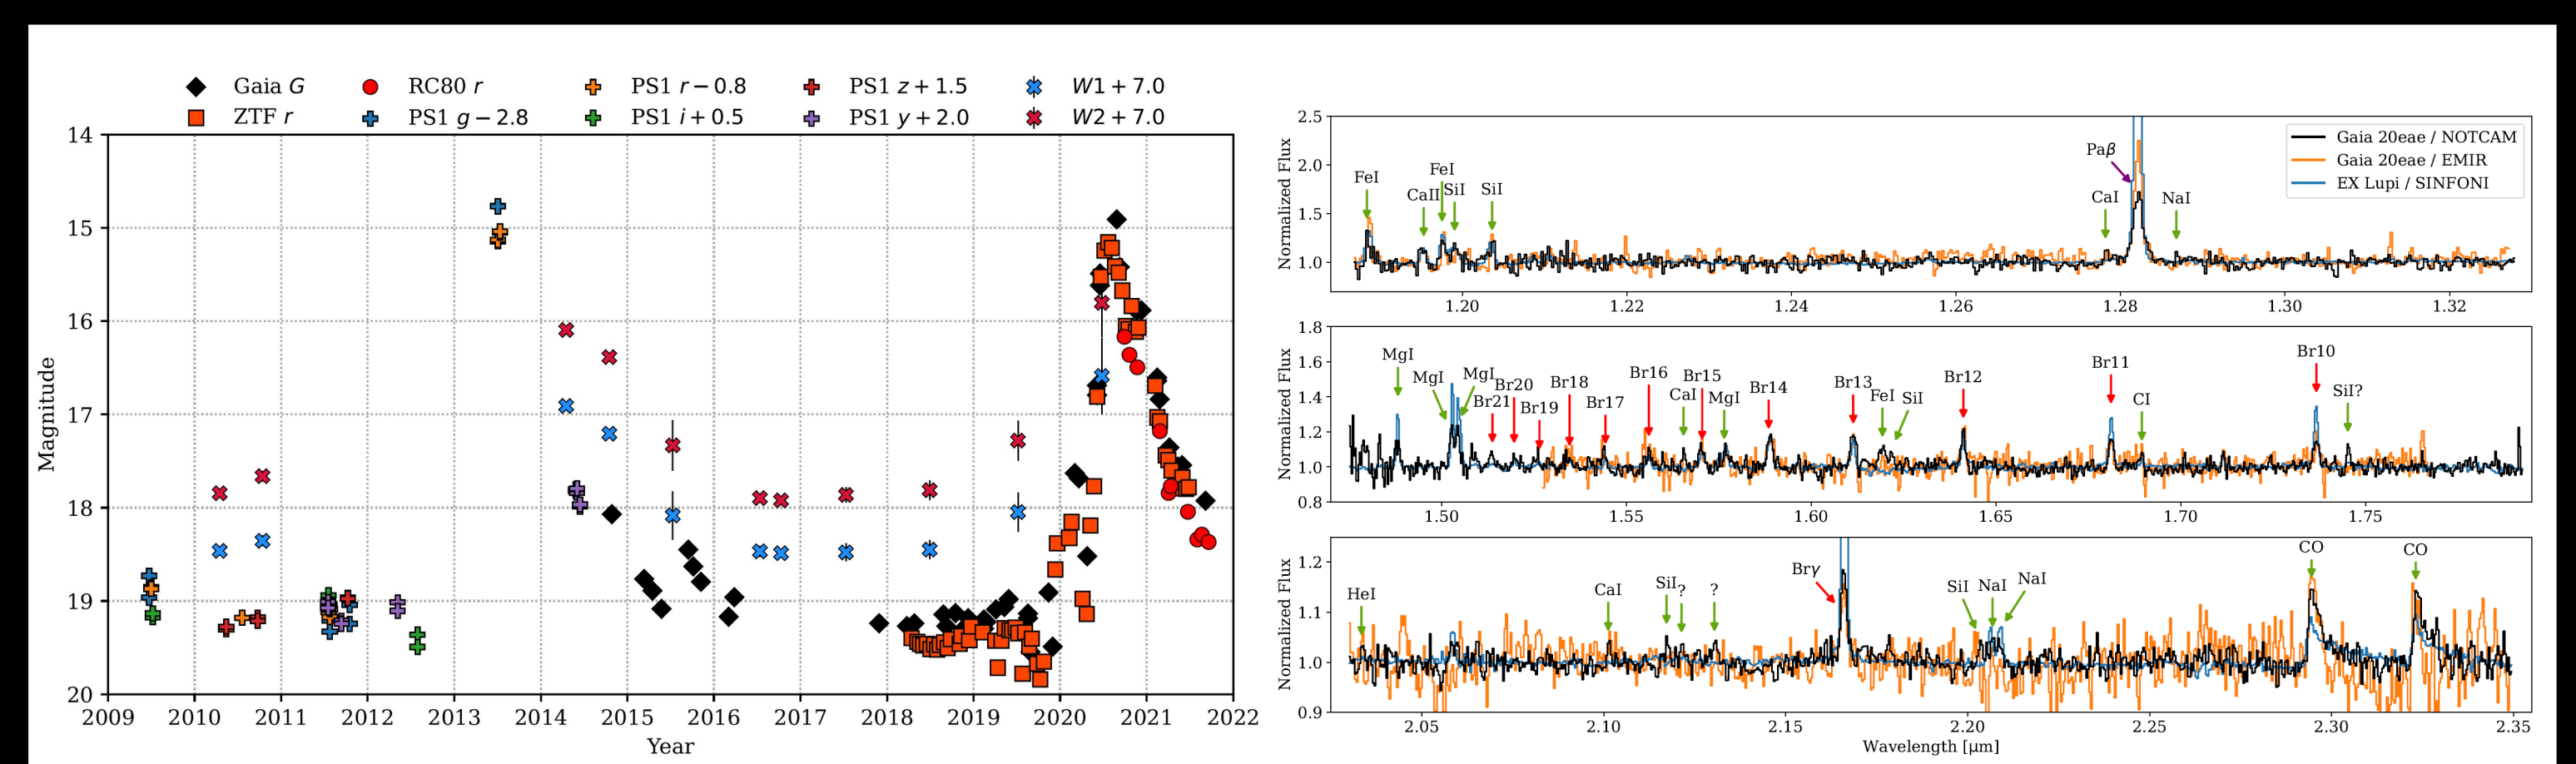 Gaia G
RC80 r
PS1 r − 0.8
PS1 z + 1.5
W1 + 7.0
ZTF r
PS1 g − 2.8
PS1 i + 0.5
PS1 y + 2.0
W2 + 7.0
14
15
16
17
18
19
20
Magnitude
2009 2010 2011 2012 2013 2014 2015 2016 2017 2018 2019 2020 2021 2022
Year
2.5
2.0
1.5
1.0
Normalized Flux
Gaia 20eae / NOTCAM
Gaia 20eae / EMIR
EX Lupi / SINFONI
FeI
CaII
FeI
SiI
SiI
Paβ
CaI
NaI
1.20 1.22 1.24 1.26 1.28 1.30 1.32
1.8
1.6
1.4
1.2
1.0
0.8
Normalized Flux
MgI
MgI
MgI
Br21
Br20
Br19
Br18
Br17
Br16
CaI
Br15
MgI
Br14
Br13
FeI
SiI
Br12
Br11
CI
Br10
SiI?
1.50 1.55 1.60 1.65 1.70 1.75
1.2
1.1
1.0
0.9
Normalized Flux
HeI
CaI
SiI
?
?
Brγ
SiI
NaI
NaI
CO
CO
2.05 2.10 2.15 2.20 2.25 2.30 2.35
Wavelength [μm]